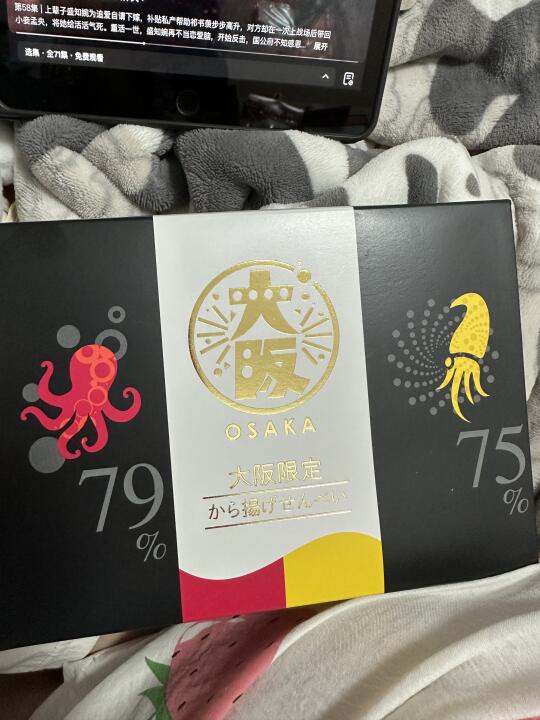 第58集 | 上辈子盛知婉为追爱自请下嫁，补贴私产帮助祁书羡步步高升，对方却在一次上战场后带回
小妾孟央，将她给活活气死。重活一世，盛知婉再不当恋爱脑，开始反击，国公府不知感恩... 展开
选集·全71集·免费观看
大
阪
OSAKA
大阪限定
から揚げせんべい
79
%
75
%